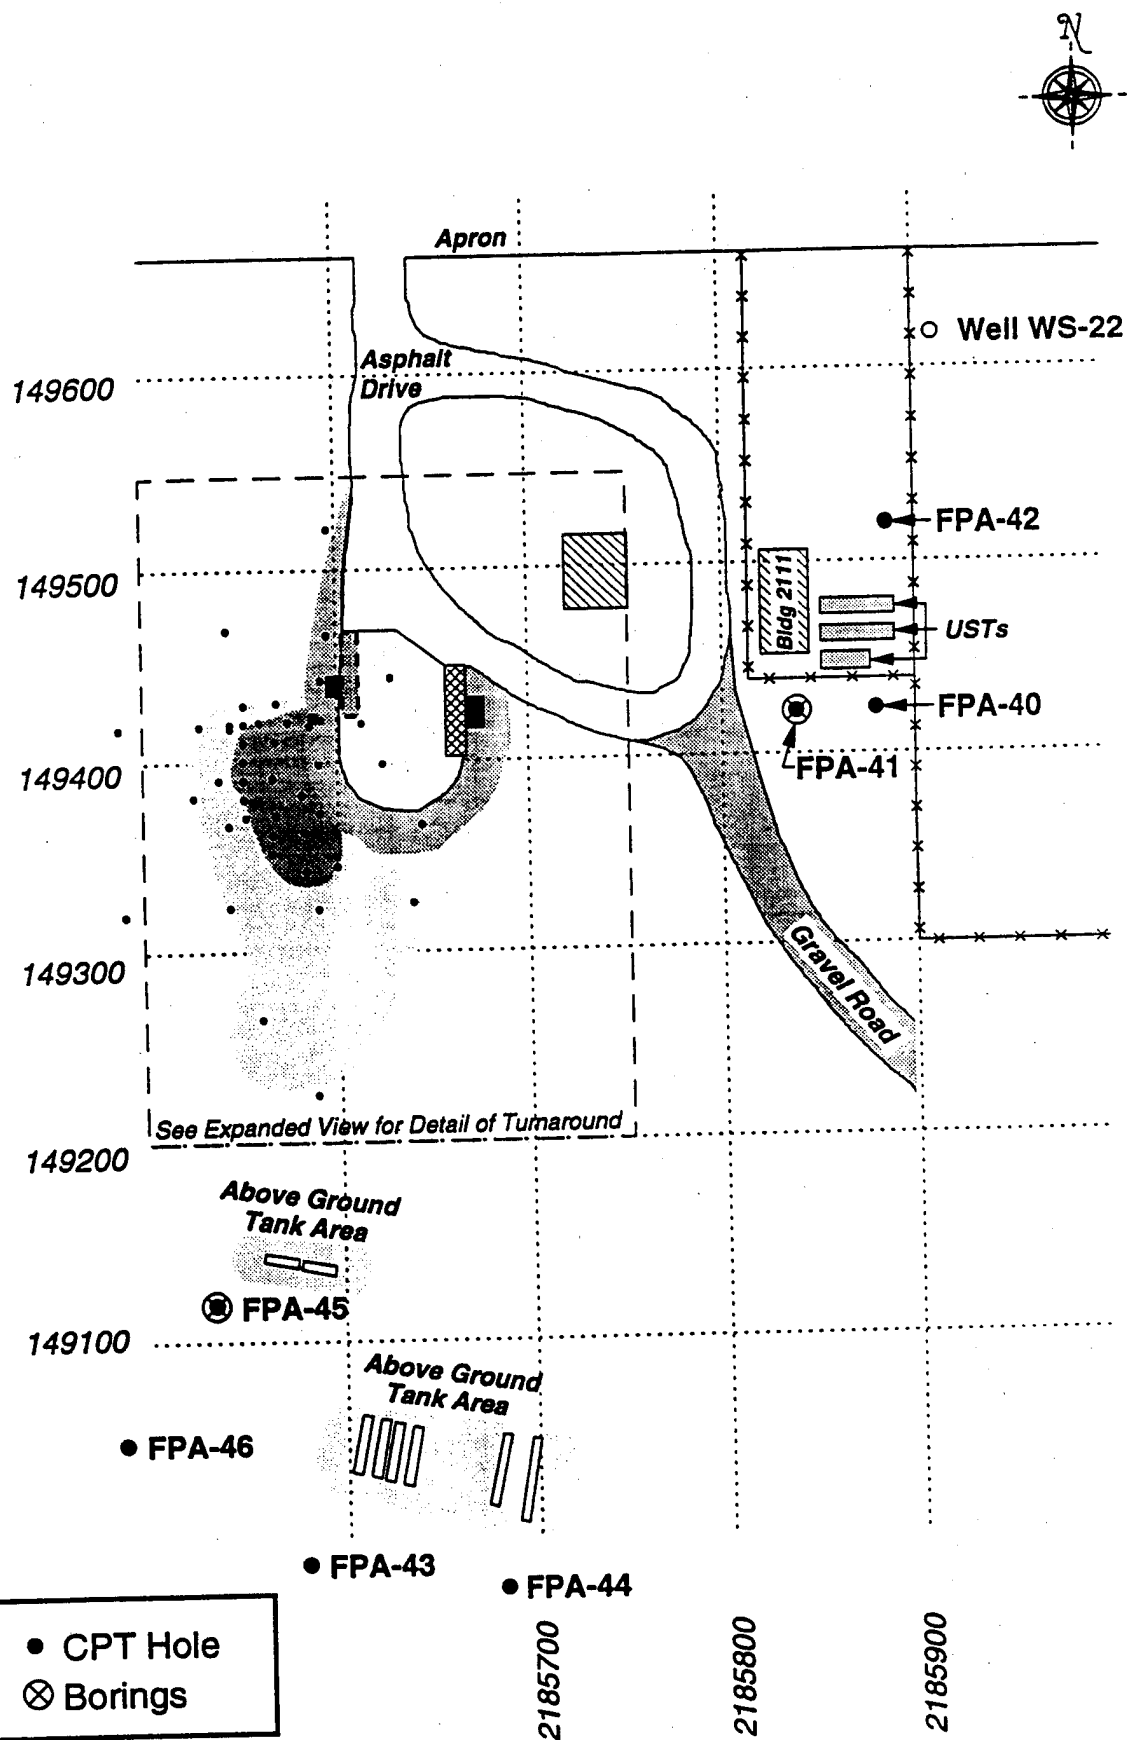 N
Apron
Well WS-22
Asphalt
Drive
149600
FPA-42
149500
Bldg 2111
USTs
FPA-40
149400
FPA-41
149300
Gravel Road
See Expanded View for Detail of Turnaround
149200
Above Ground
Tank Area
FPA-45
149100
Above Ground
Tank Area
FPA-46
FPA-43
FPA-44
CPT Hole
Borings
2185700
2185800
2185900